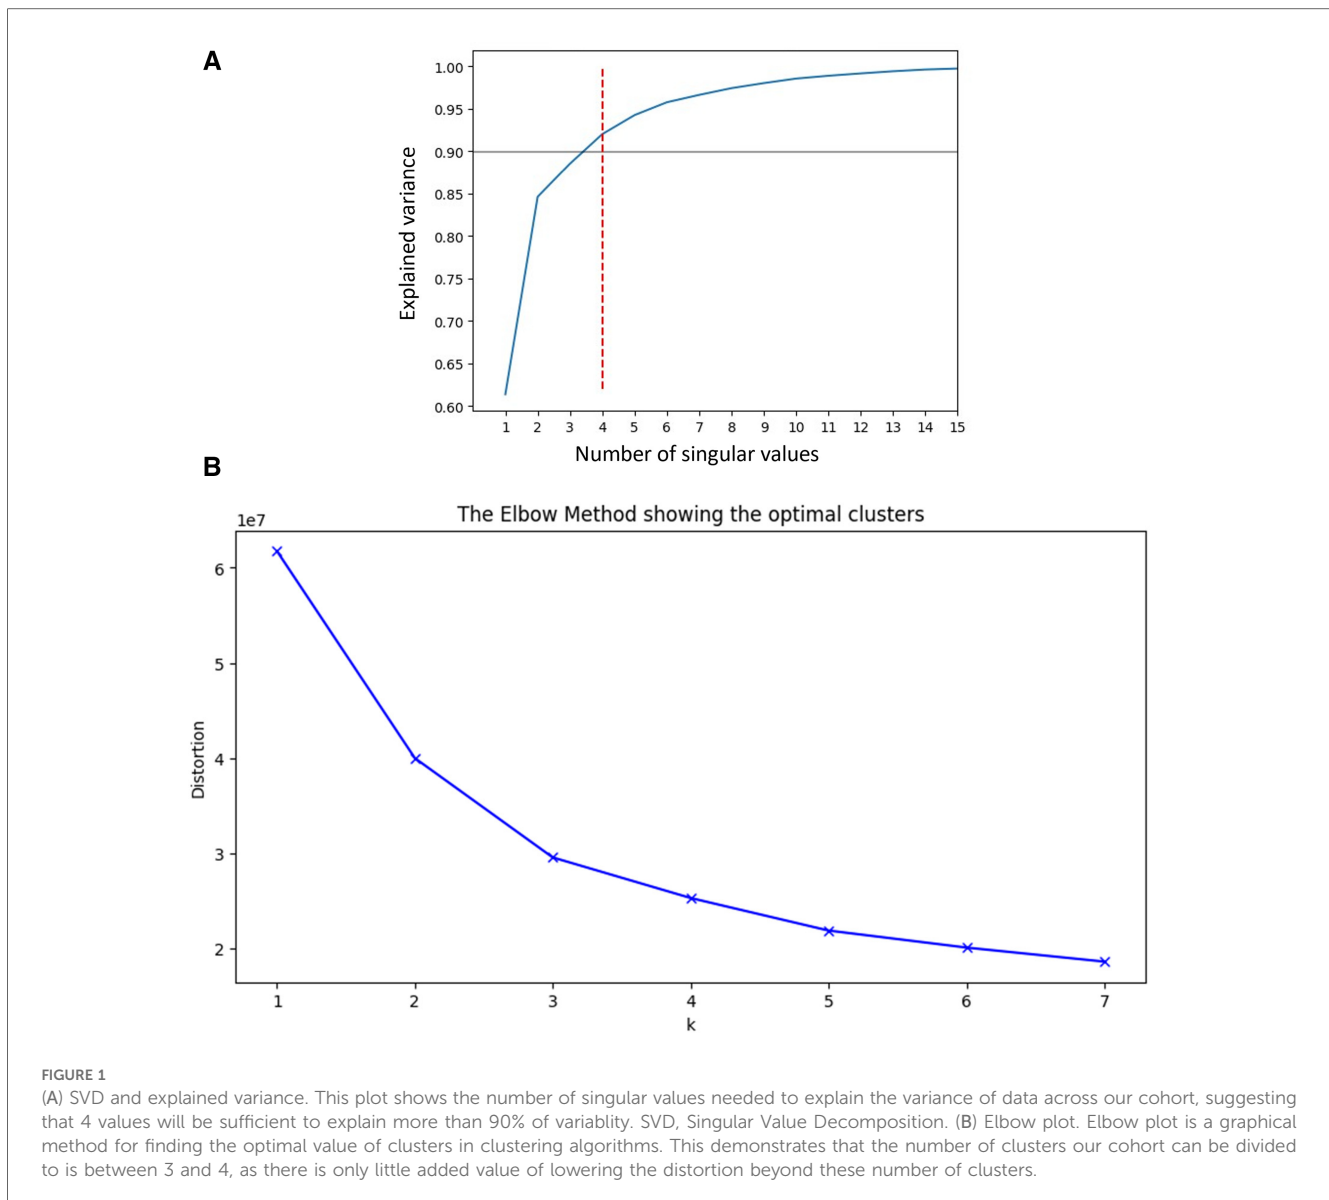 A
1.00
0.95
0.90
0.85
0.80
0.75
0.70
0.65
0.60
Explained variance
1 2 3 4 5 6 7 8 9 10 11 12 13 14 15
Number of singular values
B
The Elbow Method showing the optimal clusters
1e7
6
5
4
3
2
Distortion
1 2 3 4 5 6 7
k
FIGURE 1
(A) SVD and explained variance. This plot shows the number of singular values needed to explain the variance of data across our cohort, suggesting
that 4 values will be sufficient to explain more than 90% of variablity. SVD, Singular Value Decomposition. (B) Elbow plot. Elbow plot is a graphical
method for finding the optimal value of clusters in clustering algorithms. This demonstrates that the number of clusters our cohort can be divided
to is between 3 and 4, as there is only little added value of lowering the distortion beyond these number of clusters.